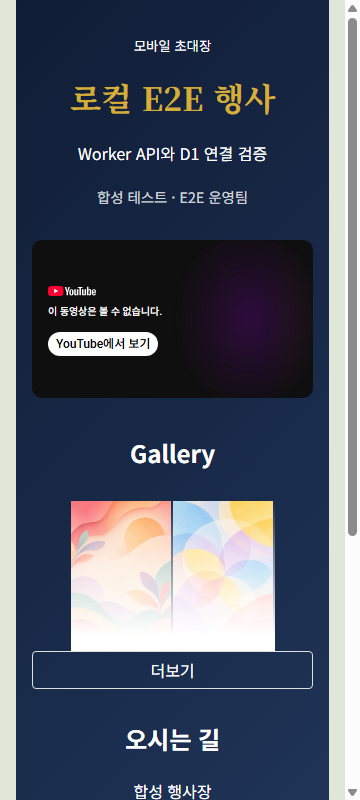 모바일 초대장
로컬 E2E 행사
Worker API와 D1 연결 검증
합성 테스트 · E2E 운영팀
YouTube
이 동영상은 볼 수 없습니다.
YouTube에서 보기
Gallery
더보기
오시는 길
합성 행사장